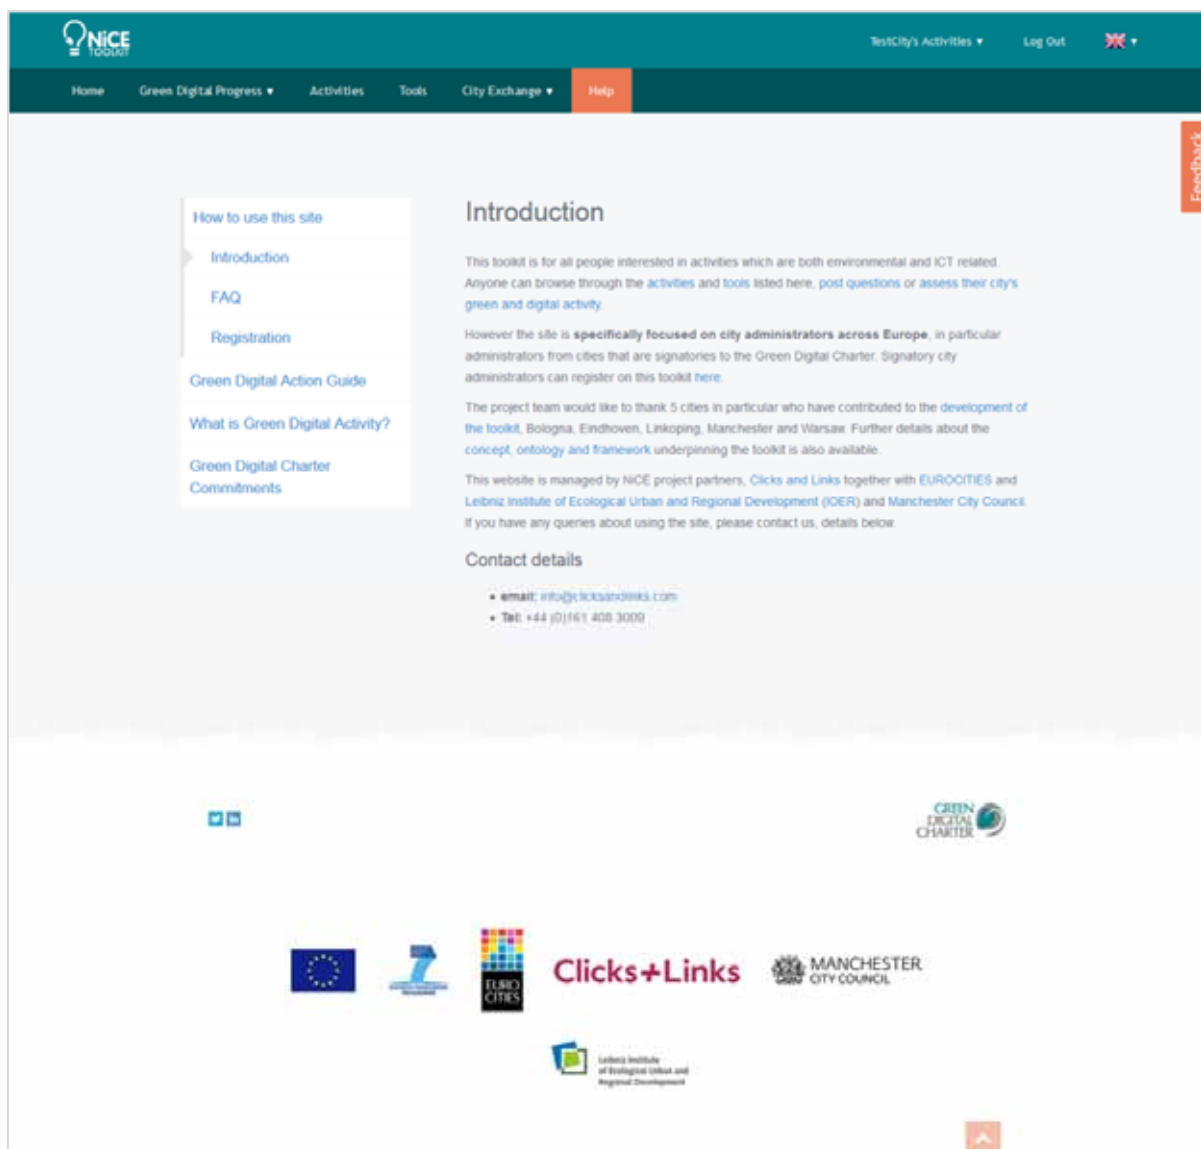 NiCE
TOOLKIT
TestCity's Activities ▾ Log Out
Home Green Digital Progress ▾ Activities Tools City Exchange ▾ Help
Feedback
How to use this site
Introduction
FAQ
Registration
Green Digital Action Guide
What is Green Digital Activity?
Green Digital Charter
Commitments
Introduction
This toolkit is for all people interested in activities which are both environmental and ICT related.
Anyone can browse through the activities and tools listed here, post questions or assess their city's
green and digital activity.
However the site is specifically focused on city administrators across Europe, in particular
administrators from cities that are signatories to the Green Digital Charter. Signatory city
administrators can register on this toolkit here.
The project team would like to thank 5 cities in particular who have contributed to the development of
the toolkit, Bologna, Eindhoven, Linkoping, Manchester and Warsaw. Further details about the
concept, ontology and framework underpinning the toolkit is also available.
This website is managed by NiCE project partners, Clicks and Links together with EUROCITIES and
Leibniz Institute of Ecological Urban and Regional Development (IOER) and Manchester City Council.
If you have any queries about using the site, please contact us, details below.
Contact details
• email: info@clicksandlinks.com
• Tel: +44 (0)161 408 3009
GREEN
DIGITAL
CHARTER
EURO
CITIES
Clicks+Links
MANCHESTER
CITY COUNCIL
Leibniz Institute
of Ecological Urban and
Regional Development